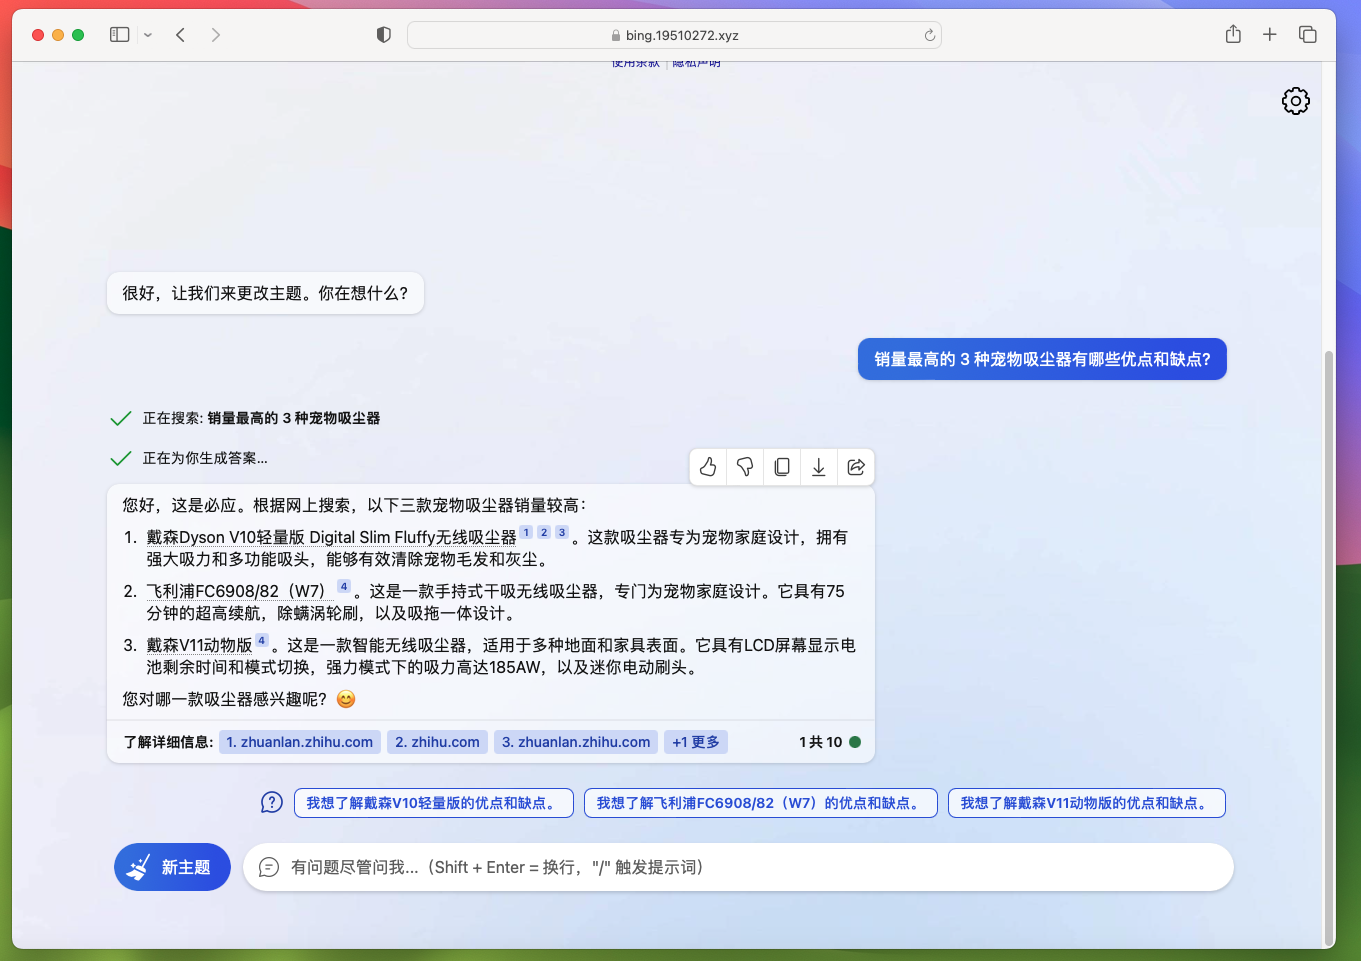 bing.19510272.xyz
使用条款 | 隐私声明
很好，让我们来更改主题。你在想什么？
销量最高的 3 种宠物吸尘器有哪些优点和缺点?
正在搜索: 销量最高的 3 种宠物吸尘器
正在为你生成答案...
您好，这是必应。根据网上搜索，以下三款宠物吸尘器销量较高：
1. 戴森Dyson V10轻量版 Digital Slim Fluffy无线吸尘器 1 2 3 。这款吸尘器专为宠物家庭设计，拥有
强大吸力和多功能吸头，能够有效清除宠物毛发和灰尘。
2. 飞利浦FC6908/82（W7） 4 。这是一款手持式干吸无线吸尘器，专门为宠物家庭设计。它具有75
分钟的超高续航，除螨涡轮刷，以及吸拖一体设计。
3. 戴森V11动物版 4 。这是一款智能无线吸尘器，适用于多种地面和家具表面。它具有LCD屏幕显示电
池剩余时间和模式切换，强力模式下的吸力高达185AW，以及迷你电动刷头。
您对哪一款吸尘器感兴趣呢？😊
了解详细信息: 1. zhuanlan.zhihu.com 2. zhihu.com 3. zhuanlan.zhihu.com +1 更多 1 共 10
我想了解戴森V10轻量版的优点和缺点。 我想了解飞利浦FC6908/82（W7）的优点和缺点。 我想了解戴森V11动物版的优点和缺点。
新主题 有问题尽管问我...（Shift + Enter = 换行，"/" 触发提示词）